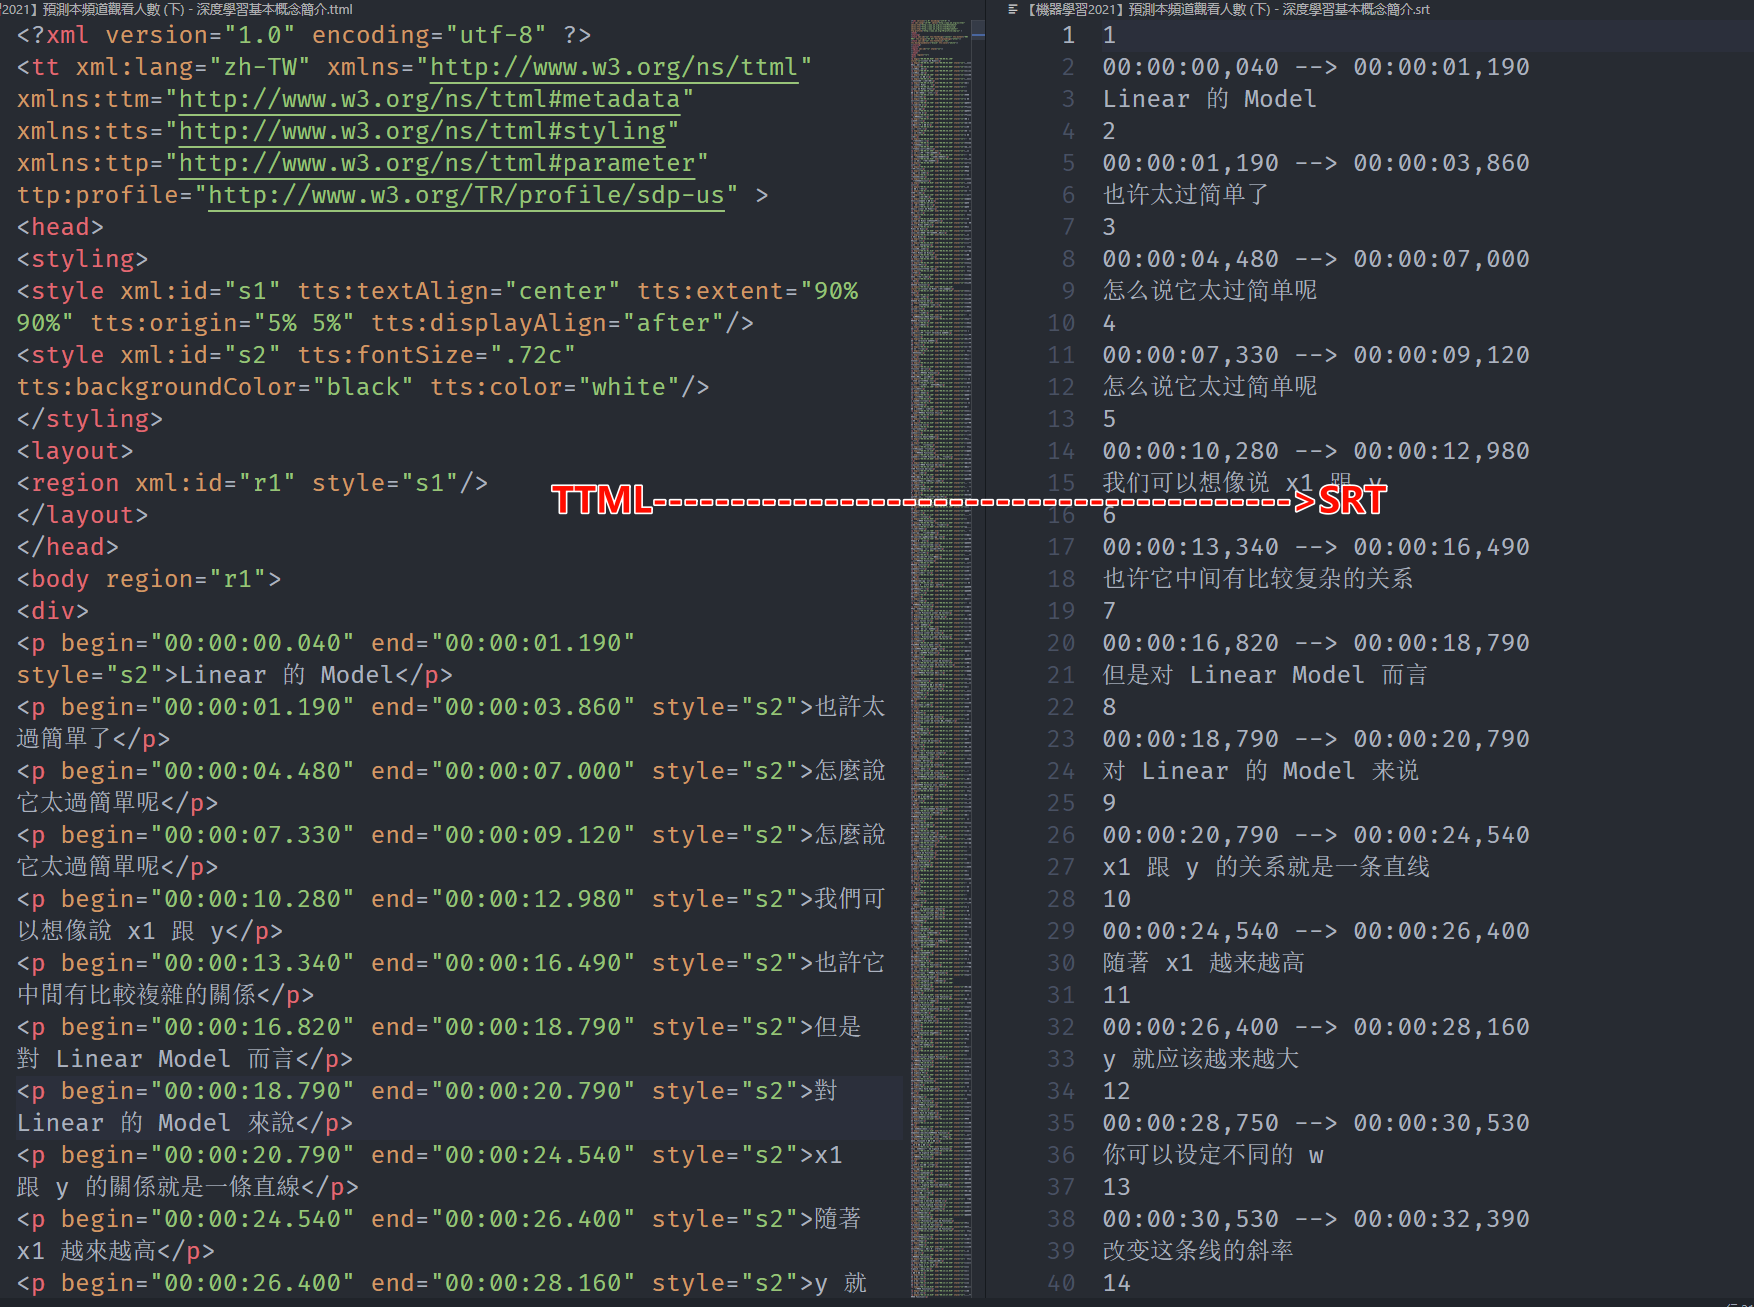 2021】預測本頻道觀看人數 (下) - 深度學習基本概念簡介.ttml
<?xml version="1.0" encoding="utf-8" ?>
<tt xml:lang="zh-TW" xmlns="http://www.w3.org/ns/ttml"
xmlns:ttm="http://www.w3.org/ns/ttml#metadata"
xmlns:tts="http://www.w3.org/ns/ttml#styling"
xmlns:ttp="http://www.w3.org/ns/ttml#parameter"
ttp:profile="http://www.w3.org/TR/profile/sdp-us" >
<head>
<styling>
<style xml:id="s1" tts:textAlign="center" tts:extent="90%
90%" tts:origin="5% 5%" tts:displayAlign="after"/>
<style xml:id="s2" tts:fontSize=".72c"
tts:backgroundColor="black" tts:color="white"/>
</styling>
<layout>
<region xml:id="r1" style="s1"/>
</layout>
</head>
<body region="r1">
<div>
<p begin="00:00:00.040" end="00:00:01.190"
style="s2">Linear 的 Model</p>
<p begin="00:00:01.190" end="00:00:03.860" style="s2">也許太
過簡單了</p>
<p begin="00:00:04.480" end="00:00:07.000" style="s2">怎麼說
它太過簡單呢</p>
<p begin="00:00:07.330" end="00:00:09.120" style="s2">怎麼說
它太過簡單呢</p>
<p begin="00:00:10.280" end="00:00:12.980" style="s2">我們可
以想像說 x1 跟 y</p>
<p begin="00:00:13.340" end="00:00:16.490" style="s2">也許它
中間有比較複雜的關係</p>
<p begin="00:00:16.820" end="00:00:18.790" style="s2">但是
對 Linear Model 而言</p>
<p begin="00:00:18.790" end="00:00:20.790" style="s2">對
Linear 的 Model 來說</p>
<p begin="00:00:20.790" end="00:00:24.540" style="s2">x1
跟 y 的關係就是一條直線</p>
<p begin="00:00:24.540" end="00:00:26.400" style="s2">隨著
x1 越來越高</p>
<p begin="00:00:26.400" end="00:00:28.160" style="s2">y 就
TTML--------------------------------->SRT
【機器學習2021】預測本頻道觀看人數 (下) - 深度學習基本概念簡介.srt
1 1
2 00:00:00,040 --> 00:00:01,190
3 Linear 的 Model
4 2
5 00:00:01,190 --> 00:00:03,860
6 也许太过简单了
7 3
8 00:00:04,480 --> 00:00:07,000
9 怎么说它太过简单呢
10 4
11 00:00:07,330 --> 00:00:09,120
12 怎么说它太过简单呢
13 5
14 00:00:10,280 --> 00:00:12,980
15 我们可以想像说 x1 跟 y
16 6
17 00:00:13,340 --> 00:00:16,490
18 也许它中间有比较复杂的关系
19 7
20 00:00:16,820 --> 00:00:18,790
21 但是对 Linear Model 而言
22 8
23 00:00:18,790 --> 00:00:20,790
24 对 Linear 的 Model 来说
25 9
26 00:00:20,790 --> 00:00:24,540
27 x1 跟 y 的关系就是一条直线
28 10
29 00:00:24,540 --> 00:00:26,400
30 随著 x1 越来越高
31 11
32 00:00:26,400 --> 00:00:28,160
33 y 就应该越来越大
34 12
35 00:00:28,750 --> 00:00:30,530
36 你可以设定不同的 w
37 13
38 00:00:30,530 --> 00:00:32,390
39 改变这条线的斜率
40 14